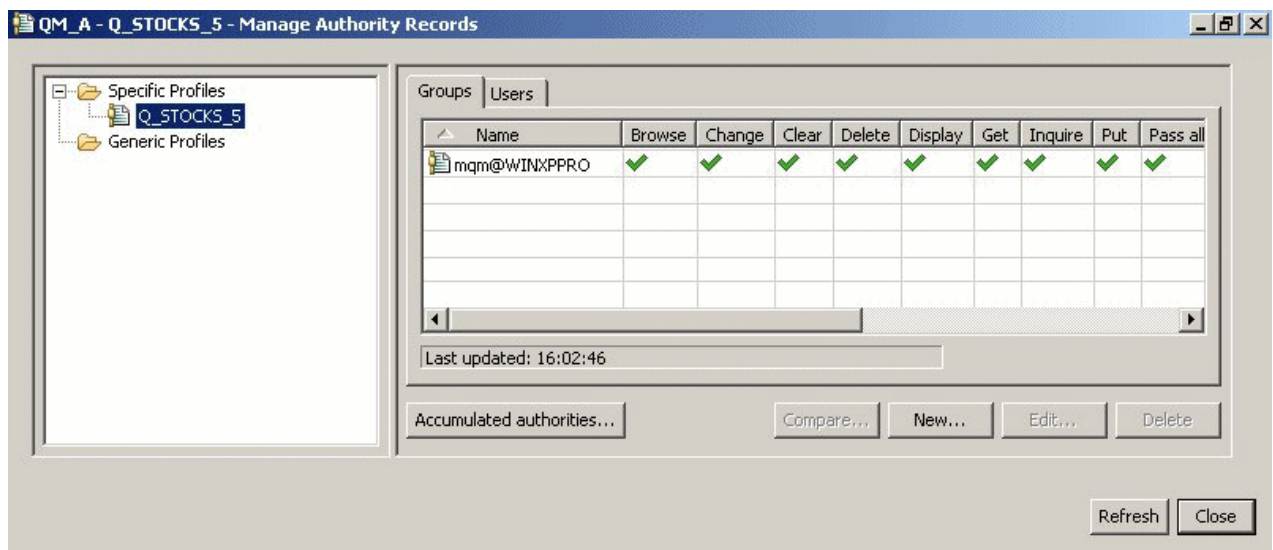 QM_A - Q_STOCKS_5 - Manage Authority Records
Specific Profiles
Q_STOCKS_5
Generic Profiles
Groups Users
Name Browse Change Clear Delete Display Get Inquire Put Pass all
mqm@WINXPPRO
Last updated: 16:02:46
Accumulated authorities... Compare... New... Edit... Delete
Refresh Close